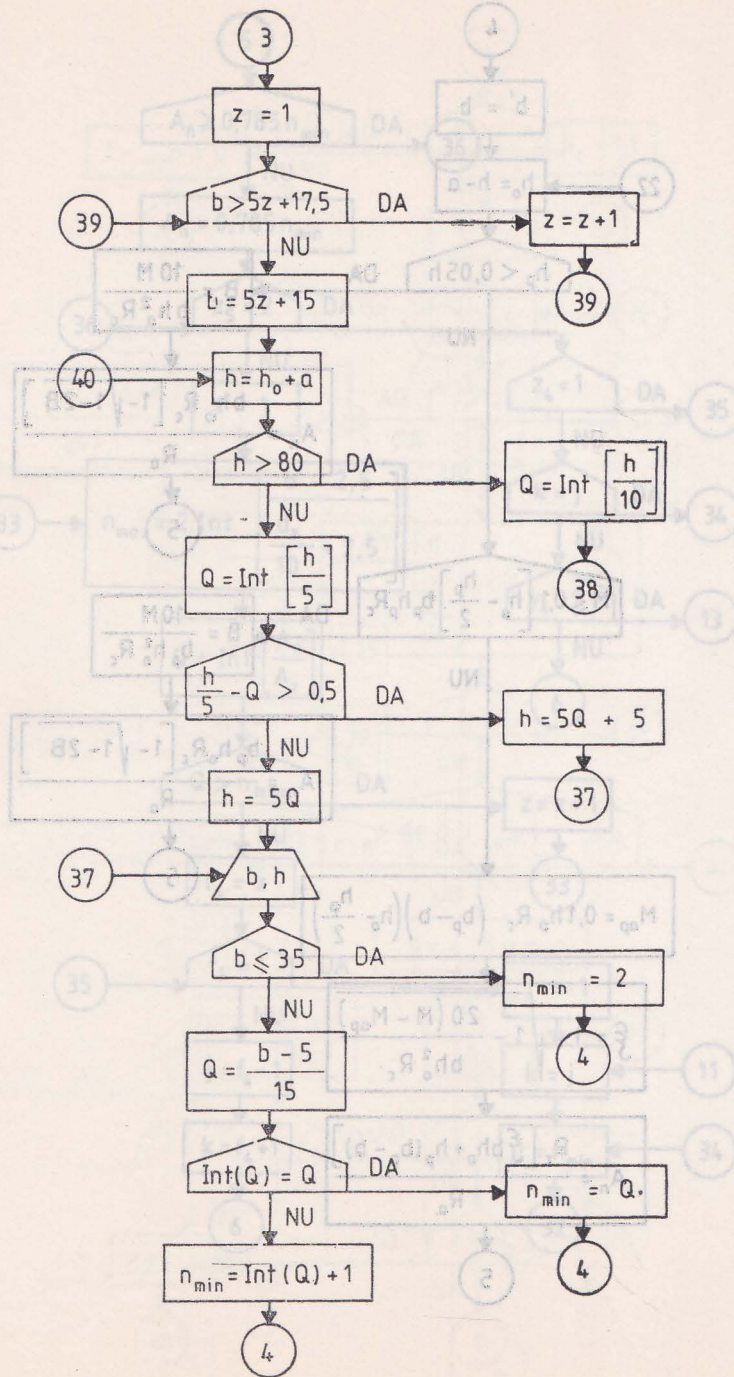 3
z = 1
39
b > 5z + 17,5
DA
z = z + 1
NU
39
b = 5z + 15
40
h = h₀ + a
h > 80
DA
Q = Int [h/10]
NU
38
Q = Int [h/5]
h/5 - Q > 0,5
DA
h = 5Q + 5
NU
37
h = 5Q
37
b, h
b ≤ 35
DA
n_min = 2
NU
4
Q = (b - 5)/15
Int(Q) = Q
DA
n_min = Q.
NU
4
n_min = Int(Q) + 1
4